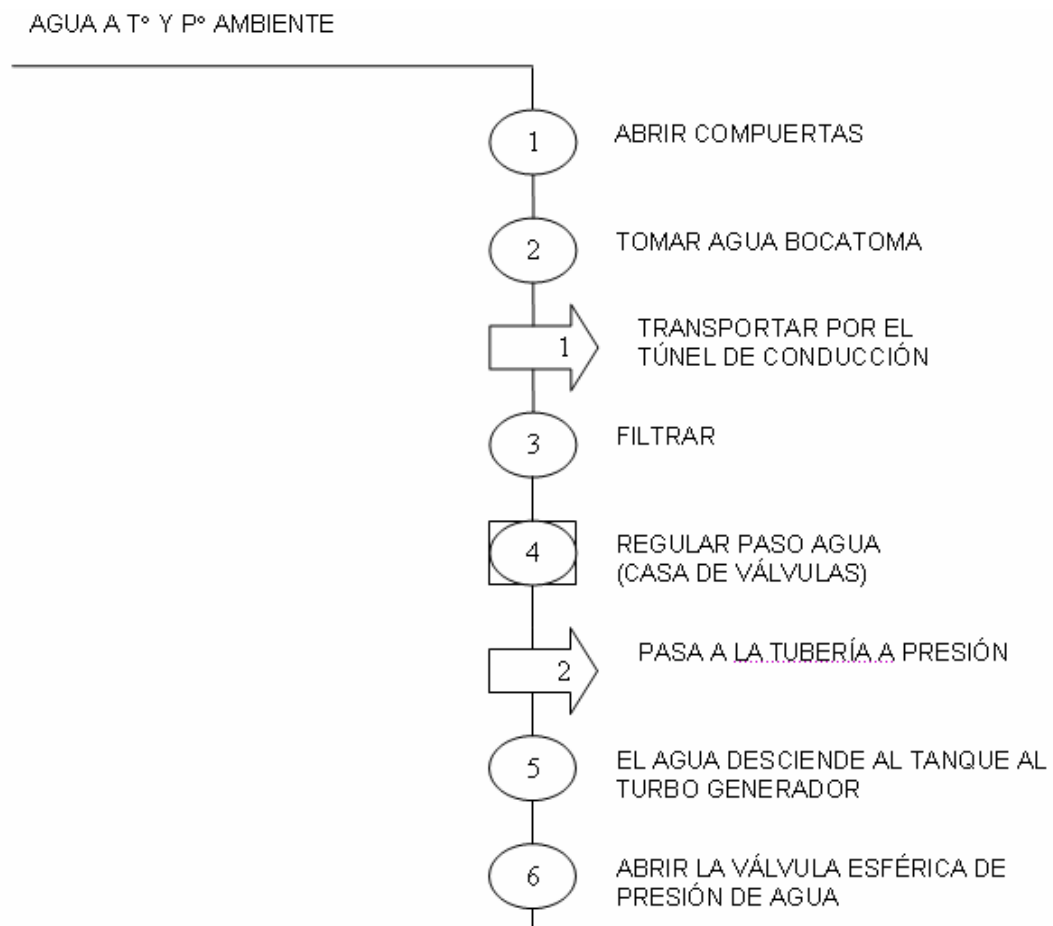 AGUA A Tº Y Pº AMBIENTE
1
ABRIR COMPUERTAS
2
TOMAR AGUA BOCATOMA
1
TRANSPORTAR POR EL
TÚNEL DE CONDUCCIÓN
3
FILTRAR
4
REGULAR PASO AGUA
(CASA DE VÁLVULAS)
2
PASA A LA TUBERÍA A PRESIÓN
5
EL AGUA DESCIENDE AL TANQUE AL
TURBO GENERADOR
6
ABRIR LA VÁLVULA ESFÉRICA DE
PRESIÓN DE AGUA